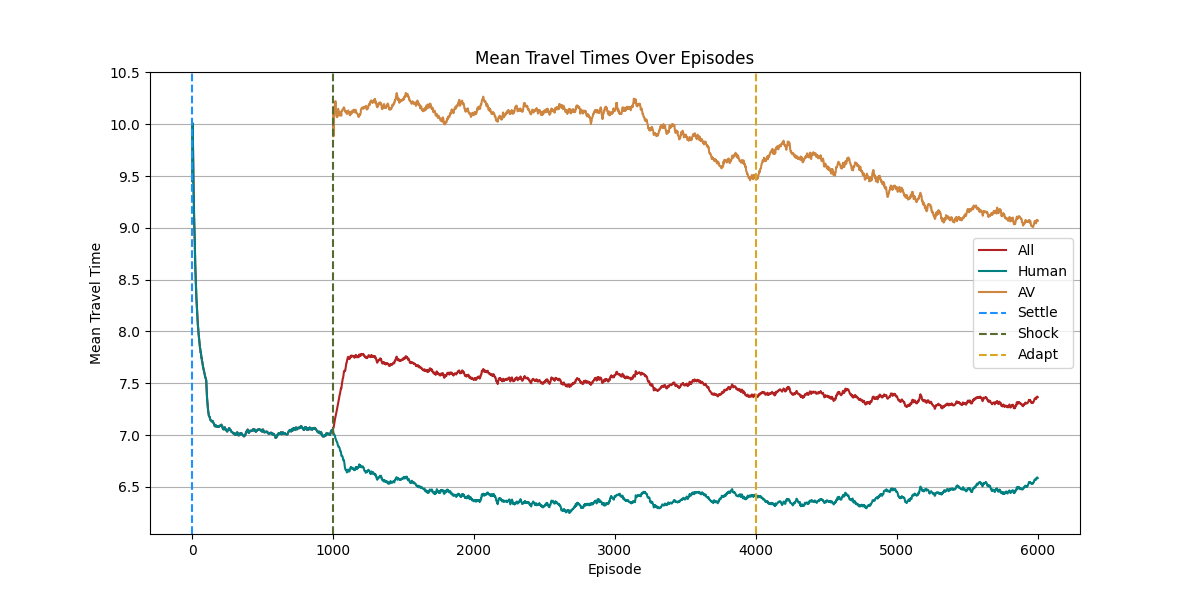 Mean Travel Times Over Episodes
Mean Travel Time
10.5
10.0
9.5
9.0
8.5
8.0
7.5
7.0
6.5
All
Human
AV
Settle
Shock
Adapt
0 1000 2000 3000 4000 5000 6000
Episode